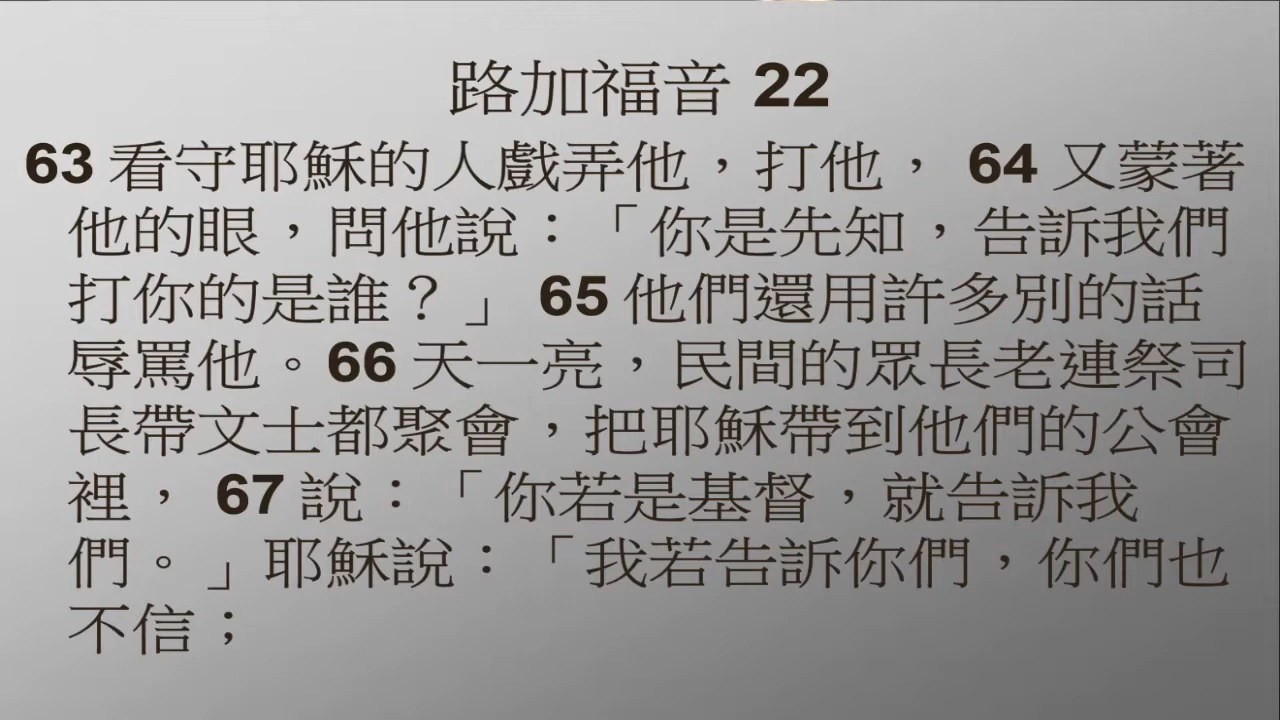 路加福音 22
63 看守耶穌的人戲弄他，打他， 64 又蒙著
他的眼，問他說：「你是先知，告訴我們
打你的是誰？」 65 他們還用許多別的話
辱罵他。66 天一亮，民間的眾長老連祭司
長帶文士都聚會，把耶穌帶到他們的公會
裡， 67 說：「你若是基督，就告訴我
們。」耶穌說：「我若告訴你們，你們也
不信；